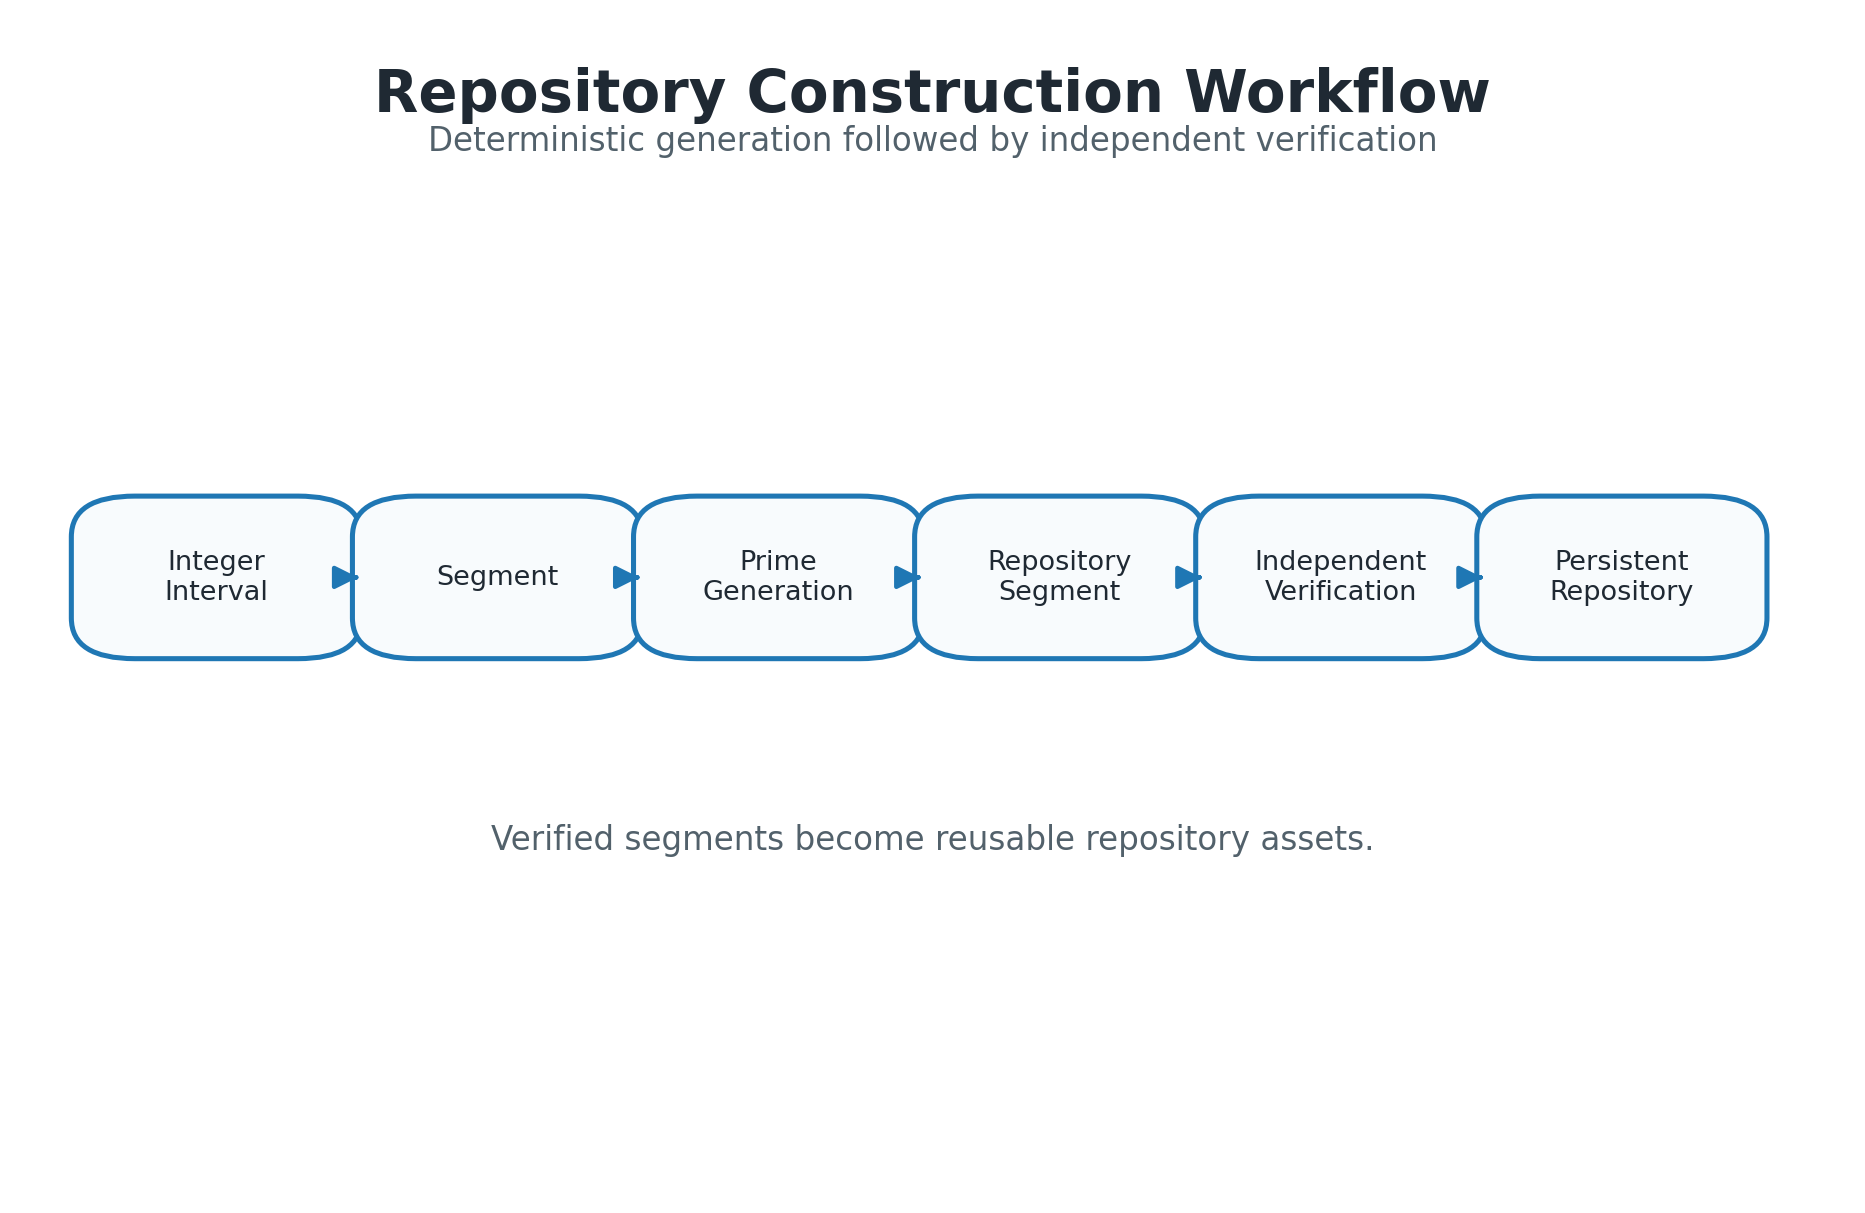 Repository Construction Workflow
Deterministic generation followed by independent verification
Integer
Interval
Segment
Prime
Generation
Repository
Segment
Independent
Verification
Persistent
Repository
Verified segments become reusable repository assets.